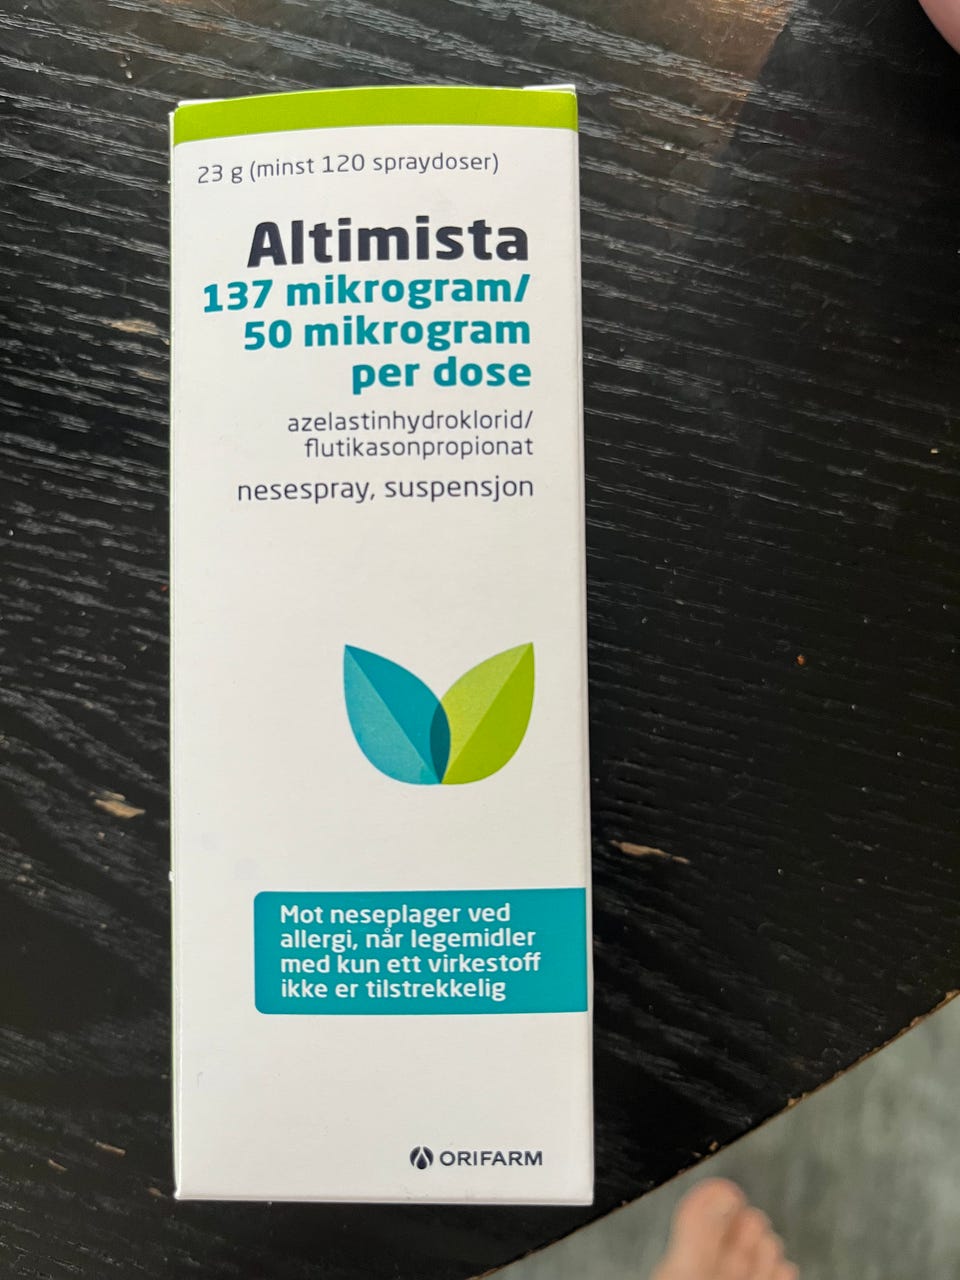 23 g (minst 120 spraydoser)
Altimista
137 mikrogram/
50 mikrogram
per dose
azelastinhydroklorid/
flutikasonpropionat
nesespray, suspensjon
Mot neseplager ved
allergi, når legemidler
med kun ett virkestoff
ikke er tilstrekkelig
ORIFARM